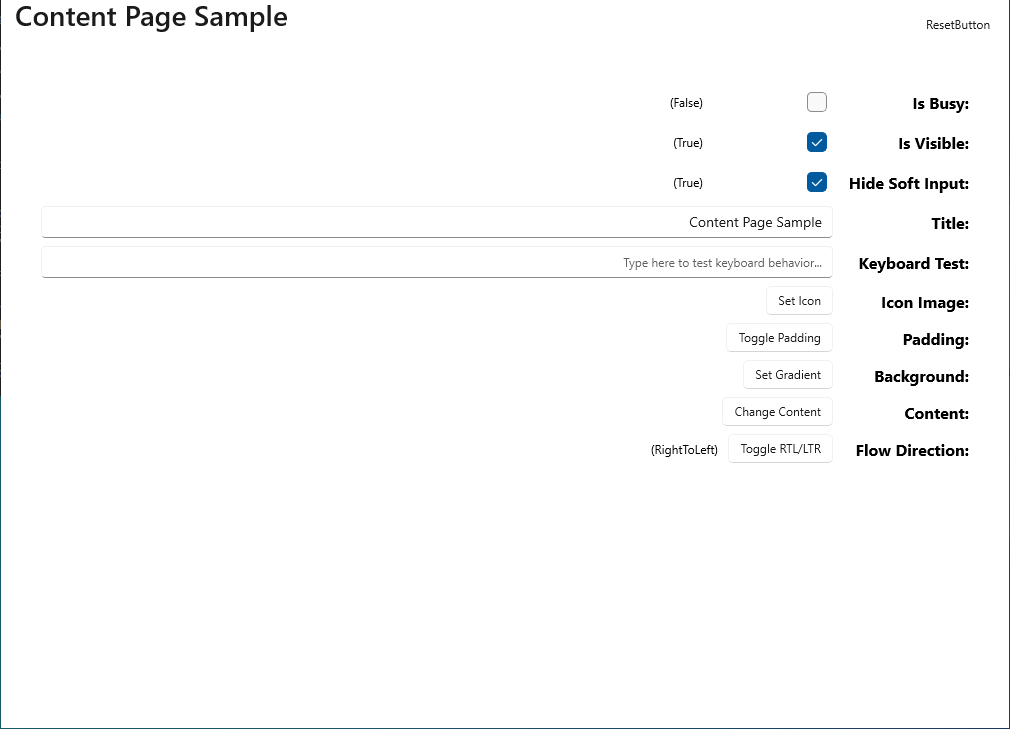 Content Page Sample
ResetButton
Is Busy: (False)
Is Visible: (True)
Hide Soft Input: (True)
Title: Content Page Sample
Keyboard Test: Type here to test keyboard behavior...
Icon Image: Set Icon
Padding: Toggle Padding
Background: Set Gradient
Content: Change Content
Flow Direction: Toggle RTL/LTR (RightToLeft)